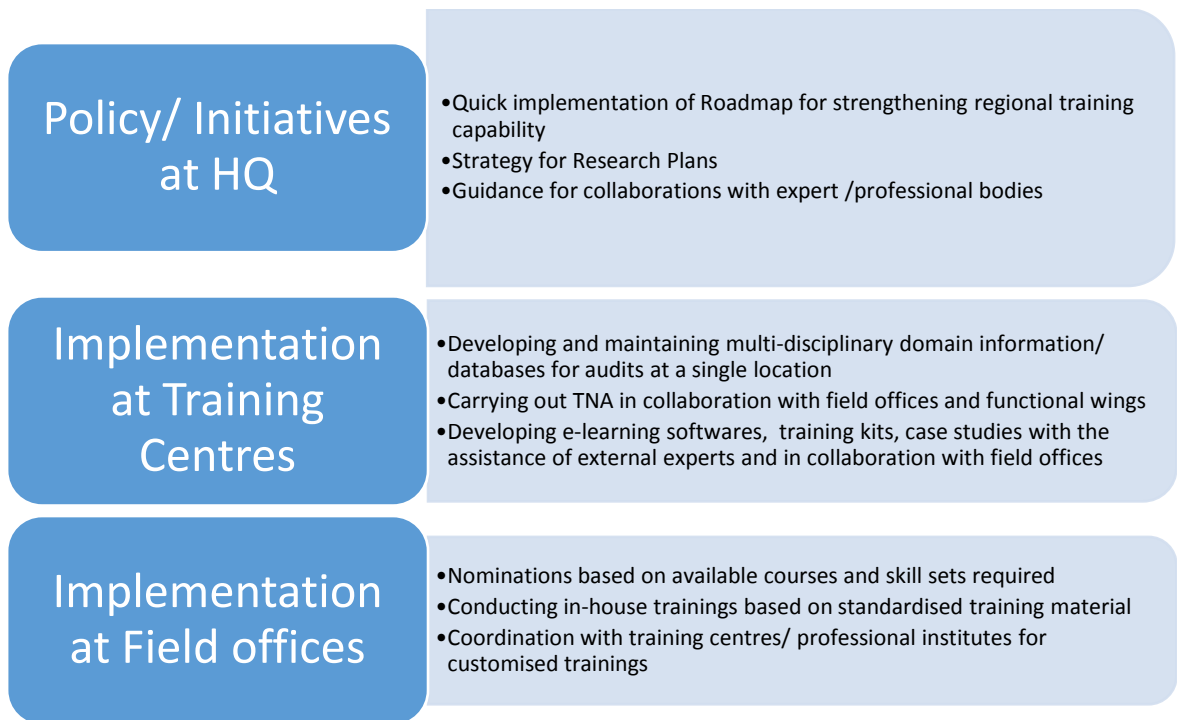 Policy/ Initiatives
at HQ
•Quick implementation of Roadmap for strengthening regional training
capability
•Strategy for Research Plans
•Guidance for collaborations with expert /professional bodies
Implementation
at Training
Centres
•Developing and maintaining multi-disciplinary domain information/
databases for audits at a single location
•Carrying out TNA in collaboration with field offices and functional wings
•Developing e-learning softwares, training kits, case studies with the
assistance of external experts and in collaboration with field offices
Implementation
at Field offices
•Nominations based on available courses and skill sets required
•Conducting in-house trainings based on standardised training material
•Coordination with training centres/ professional institutes for
customised trainings